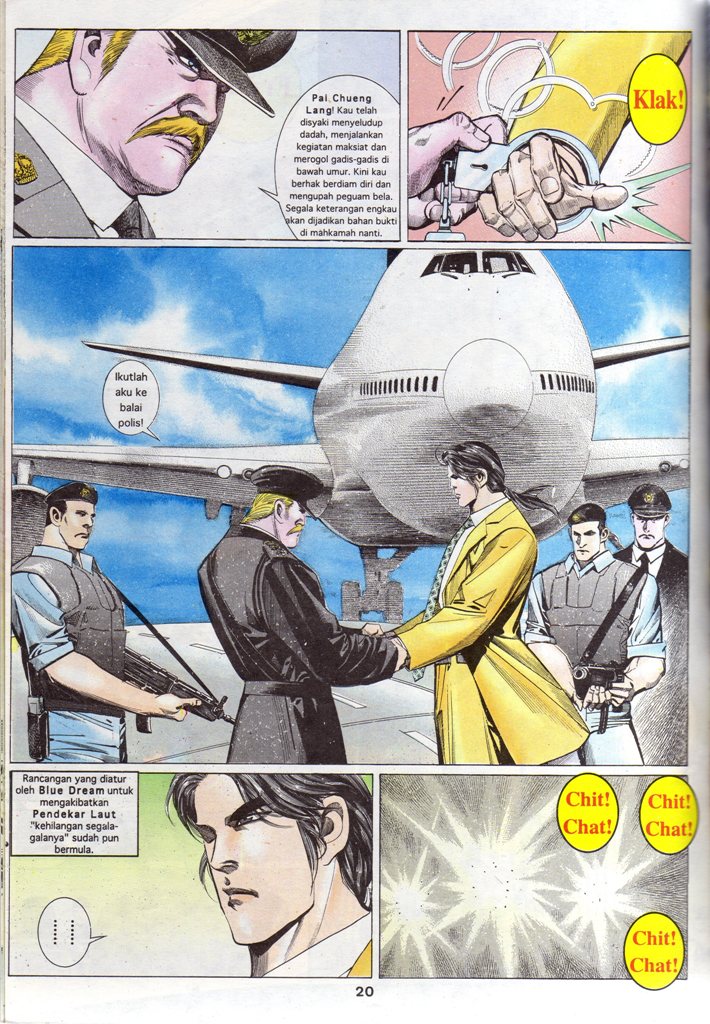 Pai Chueng
Lang! Kau telah
disyaki menyeludup
dadah, menjalankan
kegiatan maksiat dan
merogol gadis-gadis di
bawah umur. Kini kau
berhak berdiam diri dan
mengupah peguam bela.
Segala keterangan engkau
akan dijadikan bahan bukti
di mahkamah nanti.
Klak!
Ikutlah
aku ke
balai
polis!
Rancangan yang diatur
oleh Blue Dream untuk
mengakibatkan
Pendekar Laut
"kehilangan segala-
galanya" sudah pun
bermula.
!!
Chit!
Chat!
Chit!
Chat!
Chit!
Chat!
20